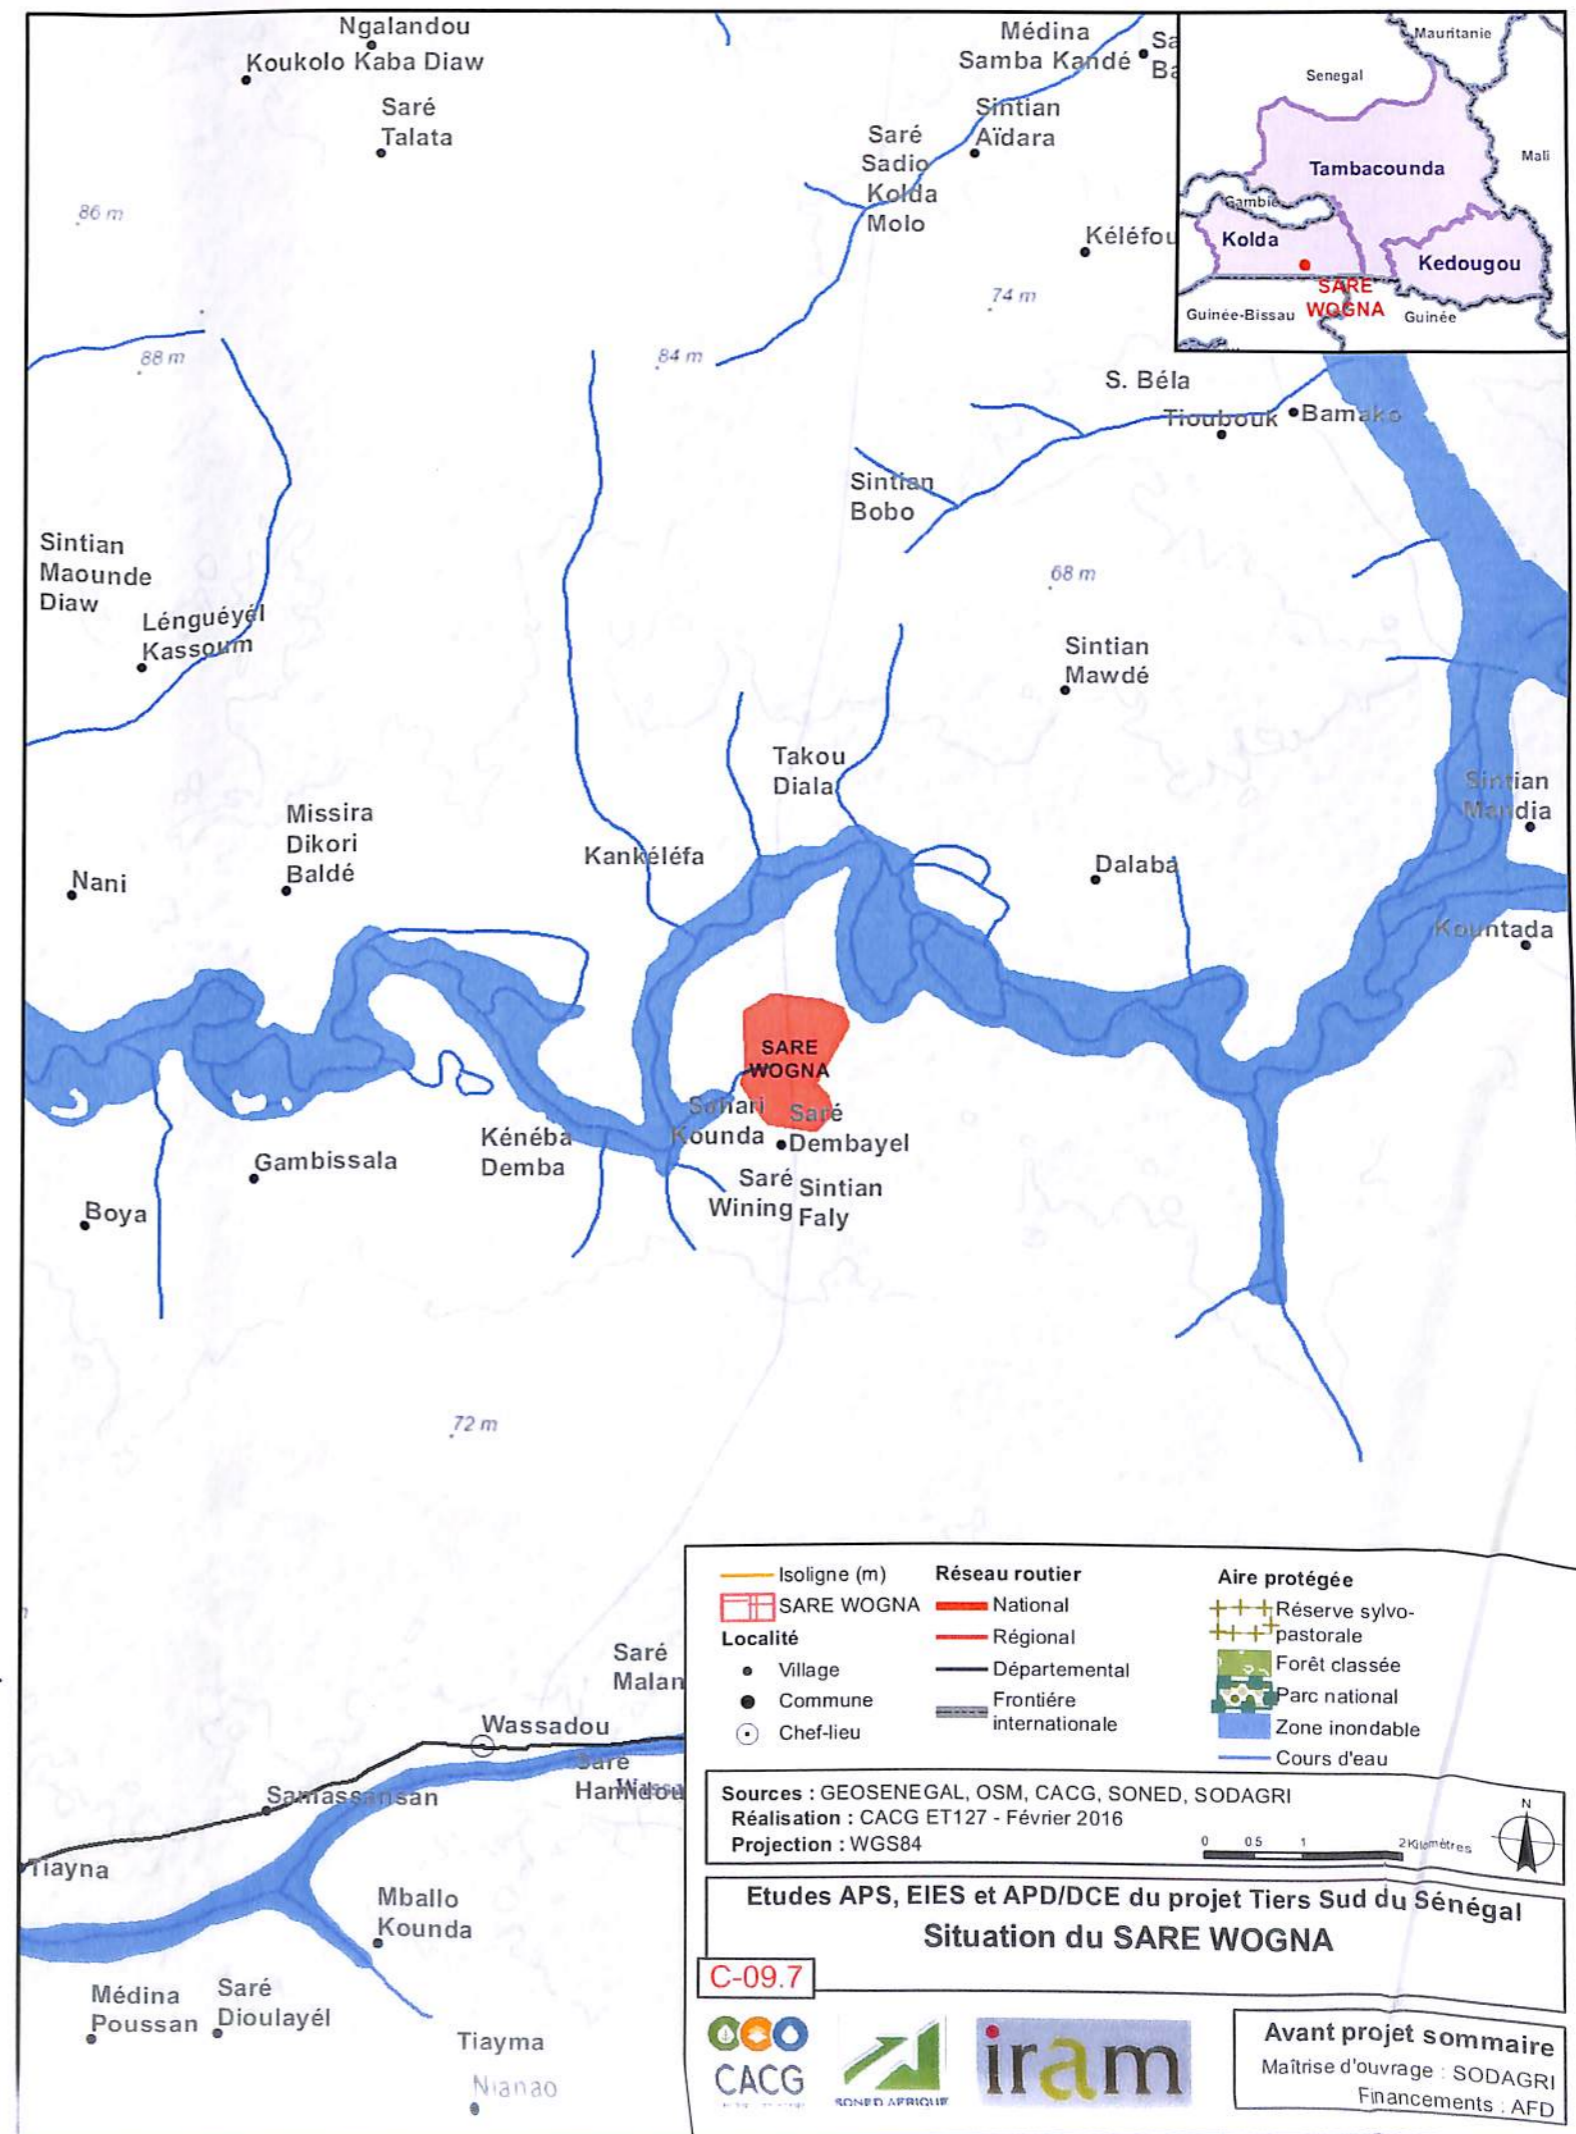 Ngalandou
Koukolo Kaba Diaw
Saré
Talata
Médina
Samba Kandé
Sa
Ba
Sintian
Aïdara
Saré
Sadio
Kolda
Molo
Kéléfou
86 m
74 m
88 m
84 m
Mauritanie
Senegal
Mali
Tambacounda
Gambie
Kolda
Kedougou
SARE
WOGNA
Guinée-Bissau
Guinée
S. Béla
Tioubouk
Bamako
Sintian
Bobo
68 m
Sintian
Maounde
Diaw
Lénguéyél
Kassoum
Sintian
Mawdé
Takou
Diala
Sintian
Mandia
Missira
Dikori
Baldé
Kankéléfa
Nani
Dalaba
Kountada
SARE
WOGNA
Suhari
Kounda
Saré
Dembayel
Kénéba
Demba
Gambissala
Saré
Wining
Sintian
Faly
Boya
72 m
Saré
Malan
Wassadou
Saré
Hamidou
Wassa
Samassansan
Tiayna
Mballo
Kounda
Médina
Poussan
Saré
Dioulayél
Tiayma
Nianao
Isoligne (m)
SARE WOGNA
Localité
Village
Commune
Chef-lieu
Réseau routier
National
Régional
Départemental
Frontiére
internationale
Aire protégée
Réserve sylvo-
pastorale
Forêt classée
Parc national
Zone inondable
Cours d'eau
Sources : GEOSENEGAL, OSM, CACG, SONED, SODAGRI
Réalisation : CACG ET127 - Février 2016
Projection : WGS84
0 0 5 1 2 Kilomètres
N
Etudes APS, EIES et APD/DCE du projet Tiers Sud du Sénégal
Situation du SARE WOGNA
C-09.7
CACG
SONED AFRIQUE
iram
Avant projet sommaire
Maîtrise d'ouvrage : SODAGRI
Financements : AFD